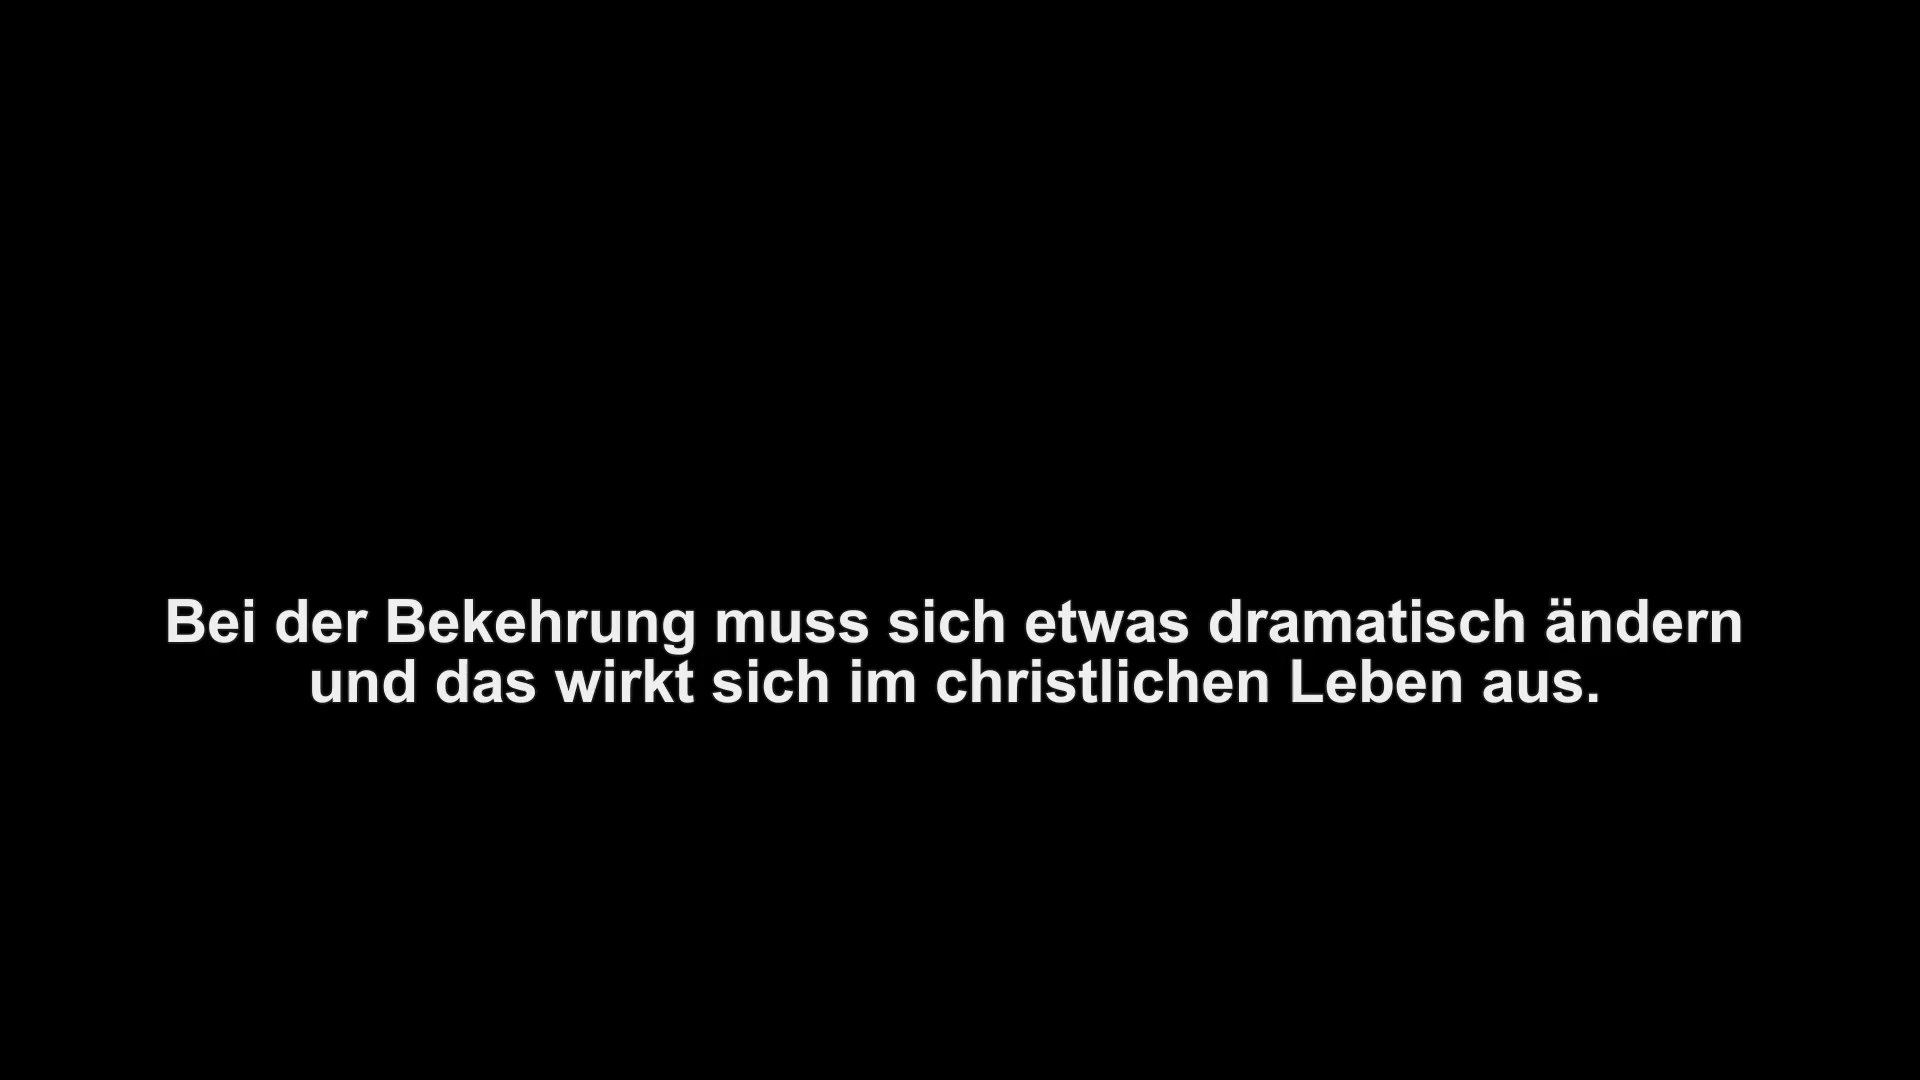 Bei der Bekehrung muss sich etwas dramatisch ändern
und das wirkt sich im christlichen Leben aus.